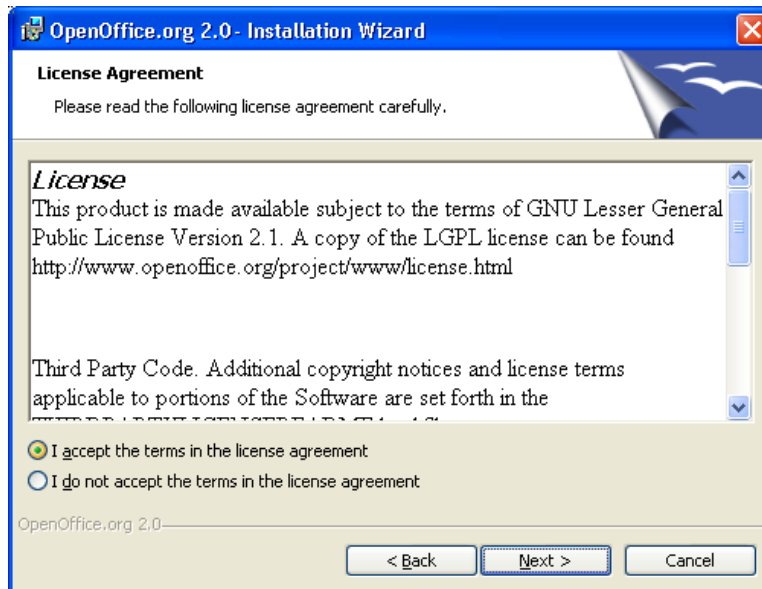 OpenOffice.org 2.0 - Installation Wizard
License Agreement
Please read the following license agreement carefully.
License
This product is made available subject to the terms of GNU Lesser General
Public License Version 2.1. A copy of the LGPL license can be found
http://www.openoffice.org/project/www/license.html
Third Party Code. Additional copyright notices and license terms
applicable to portions of the Software are set forth in the
I accept the terms in the license agreement
I do not accept the terms in the license agreement
OpenOffice.org 2.0
< Back
Next >
Cancel